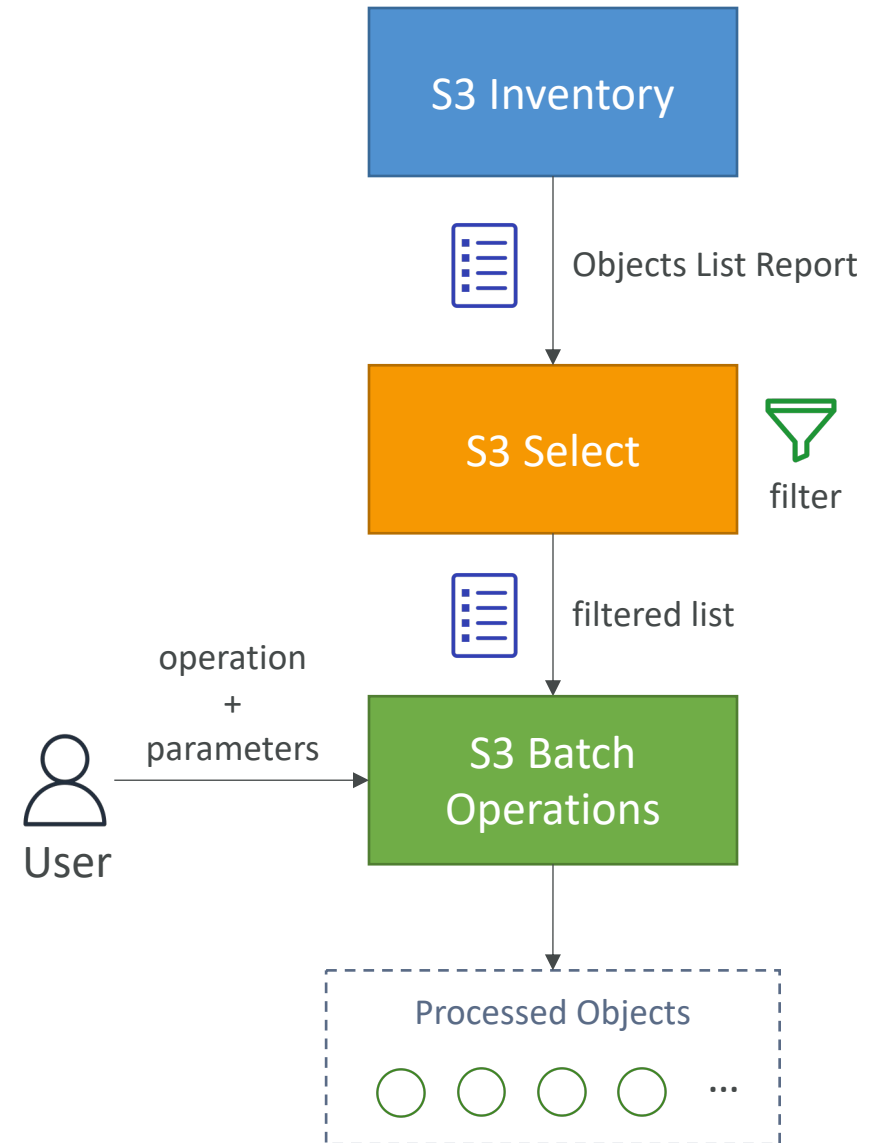 S3 Inventory
Objects List Report
S3 Select
filter
filtered list
operation
+
parameters
S3 Batch
Operations
User
Processed Objects
...